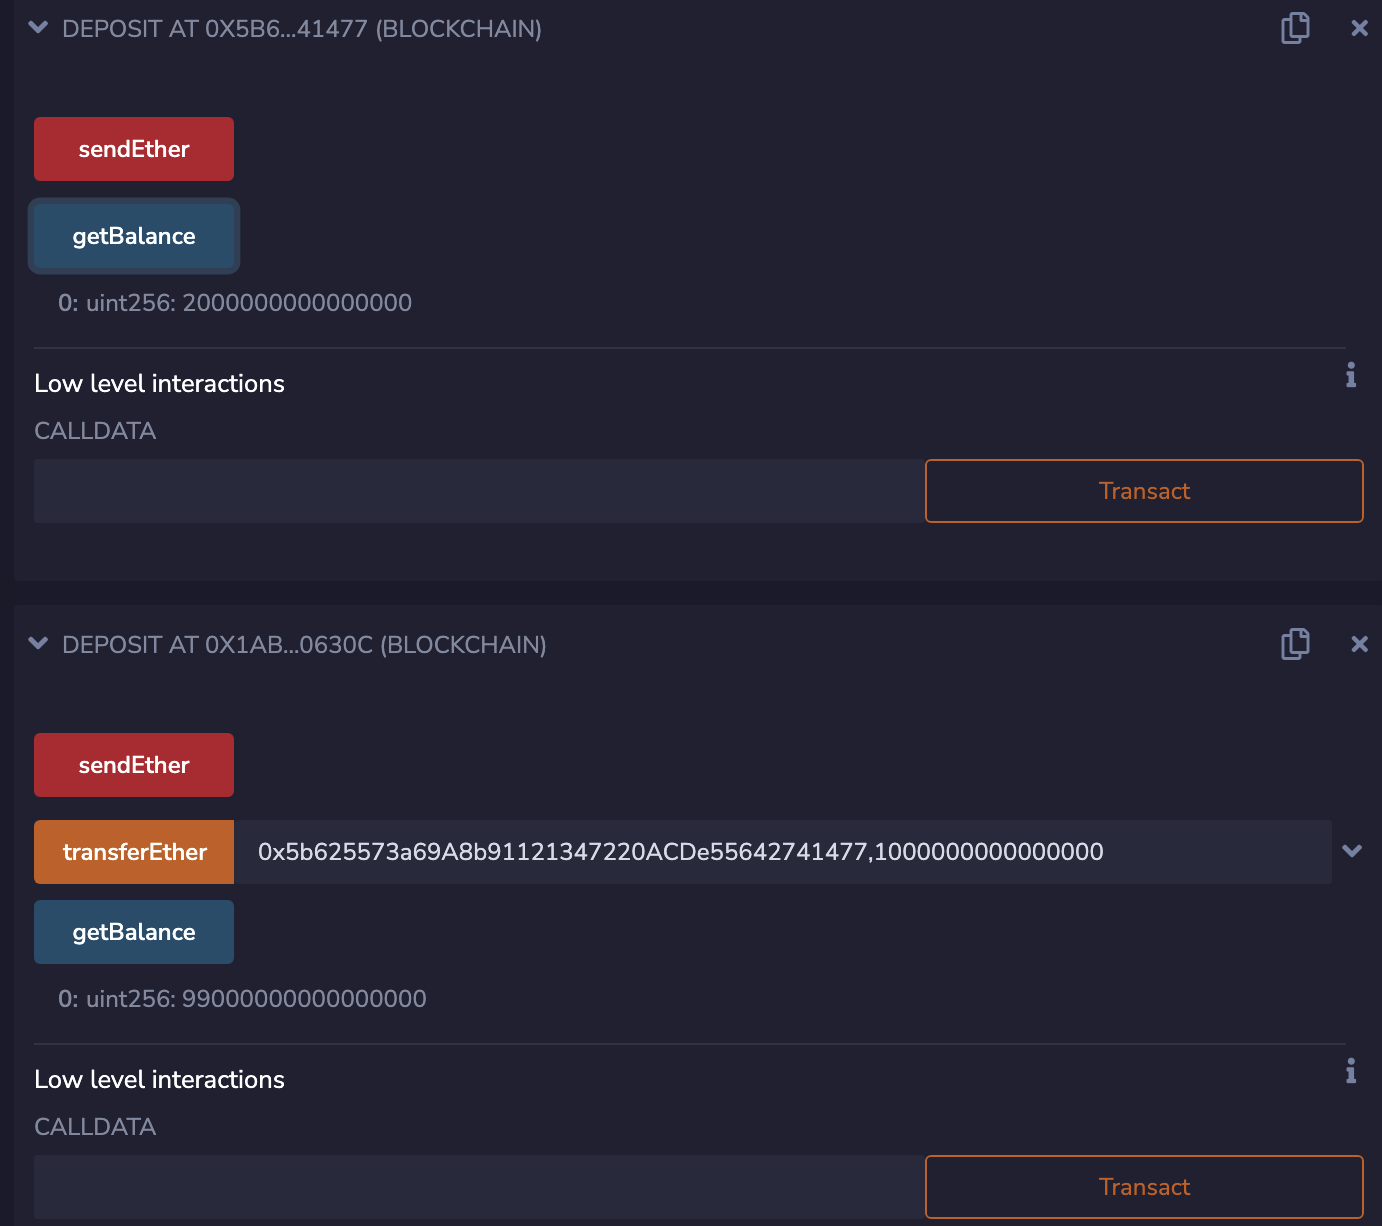 DEPOSIT AT 0X5B6...41477 (BLOCKCHAIN)
sendEther
getBalance
0: uint256: 2000000000000000
Low level interactions
CALLDATA
Transact
DEPOSIT AT 0X1AB...0630C (BLOCKCHAIN)
sendEther
transferEther 0x5b625573a69A8b91121347220ACDe55642741477,1000000000000000
getBalance
0: uint256: 99000000000000000
Low level interactions
CALLDATA
Transact